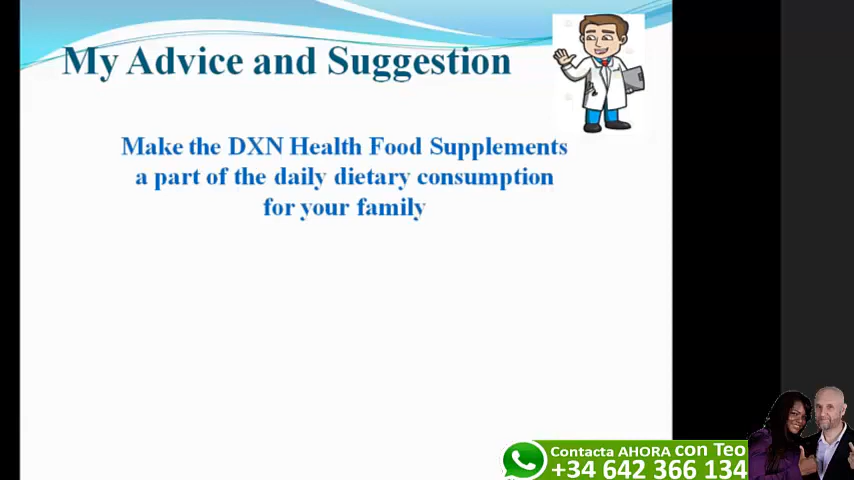 My Advice and Suggestion
Make the DXN Health Food Supplements
a part of the daily dietary consumption
for your family
Contacta AHORA con Teo
+34 642 366 134